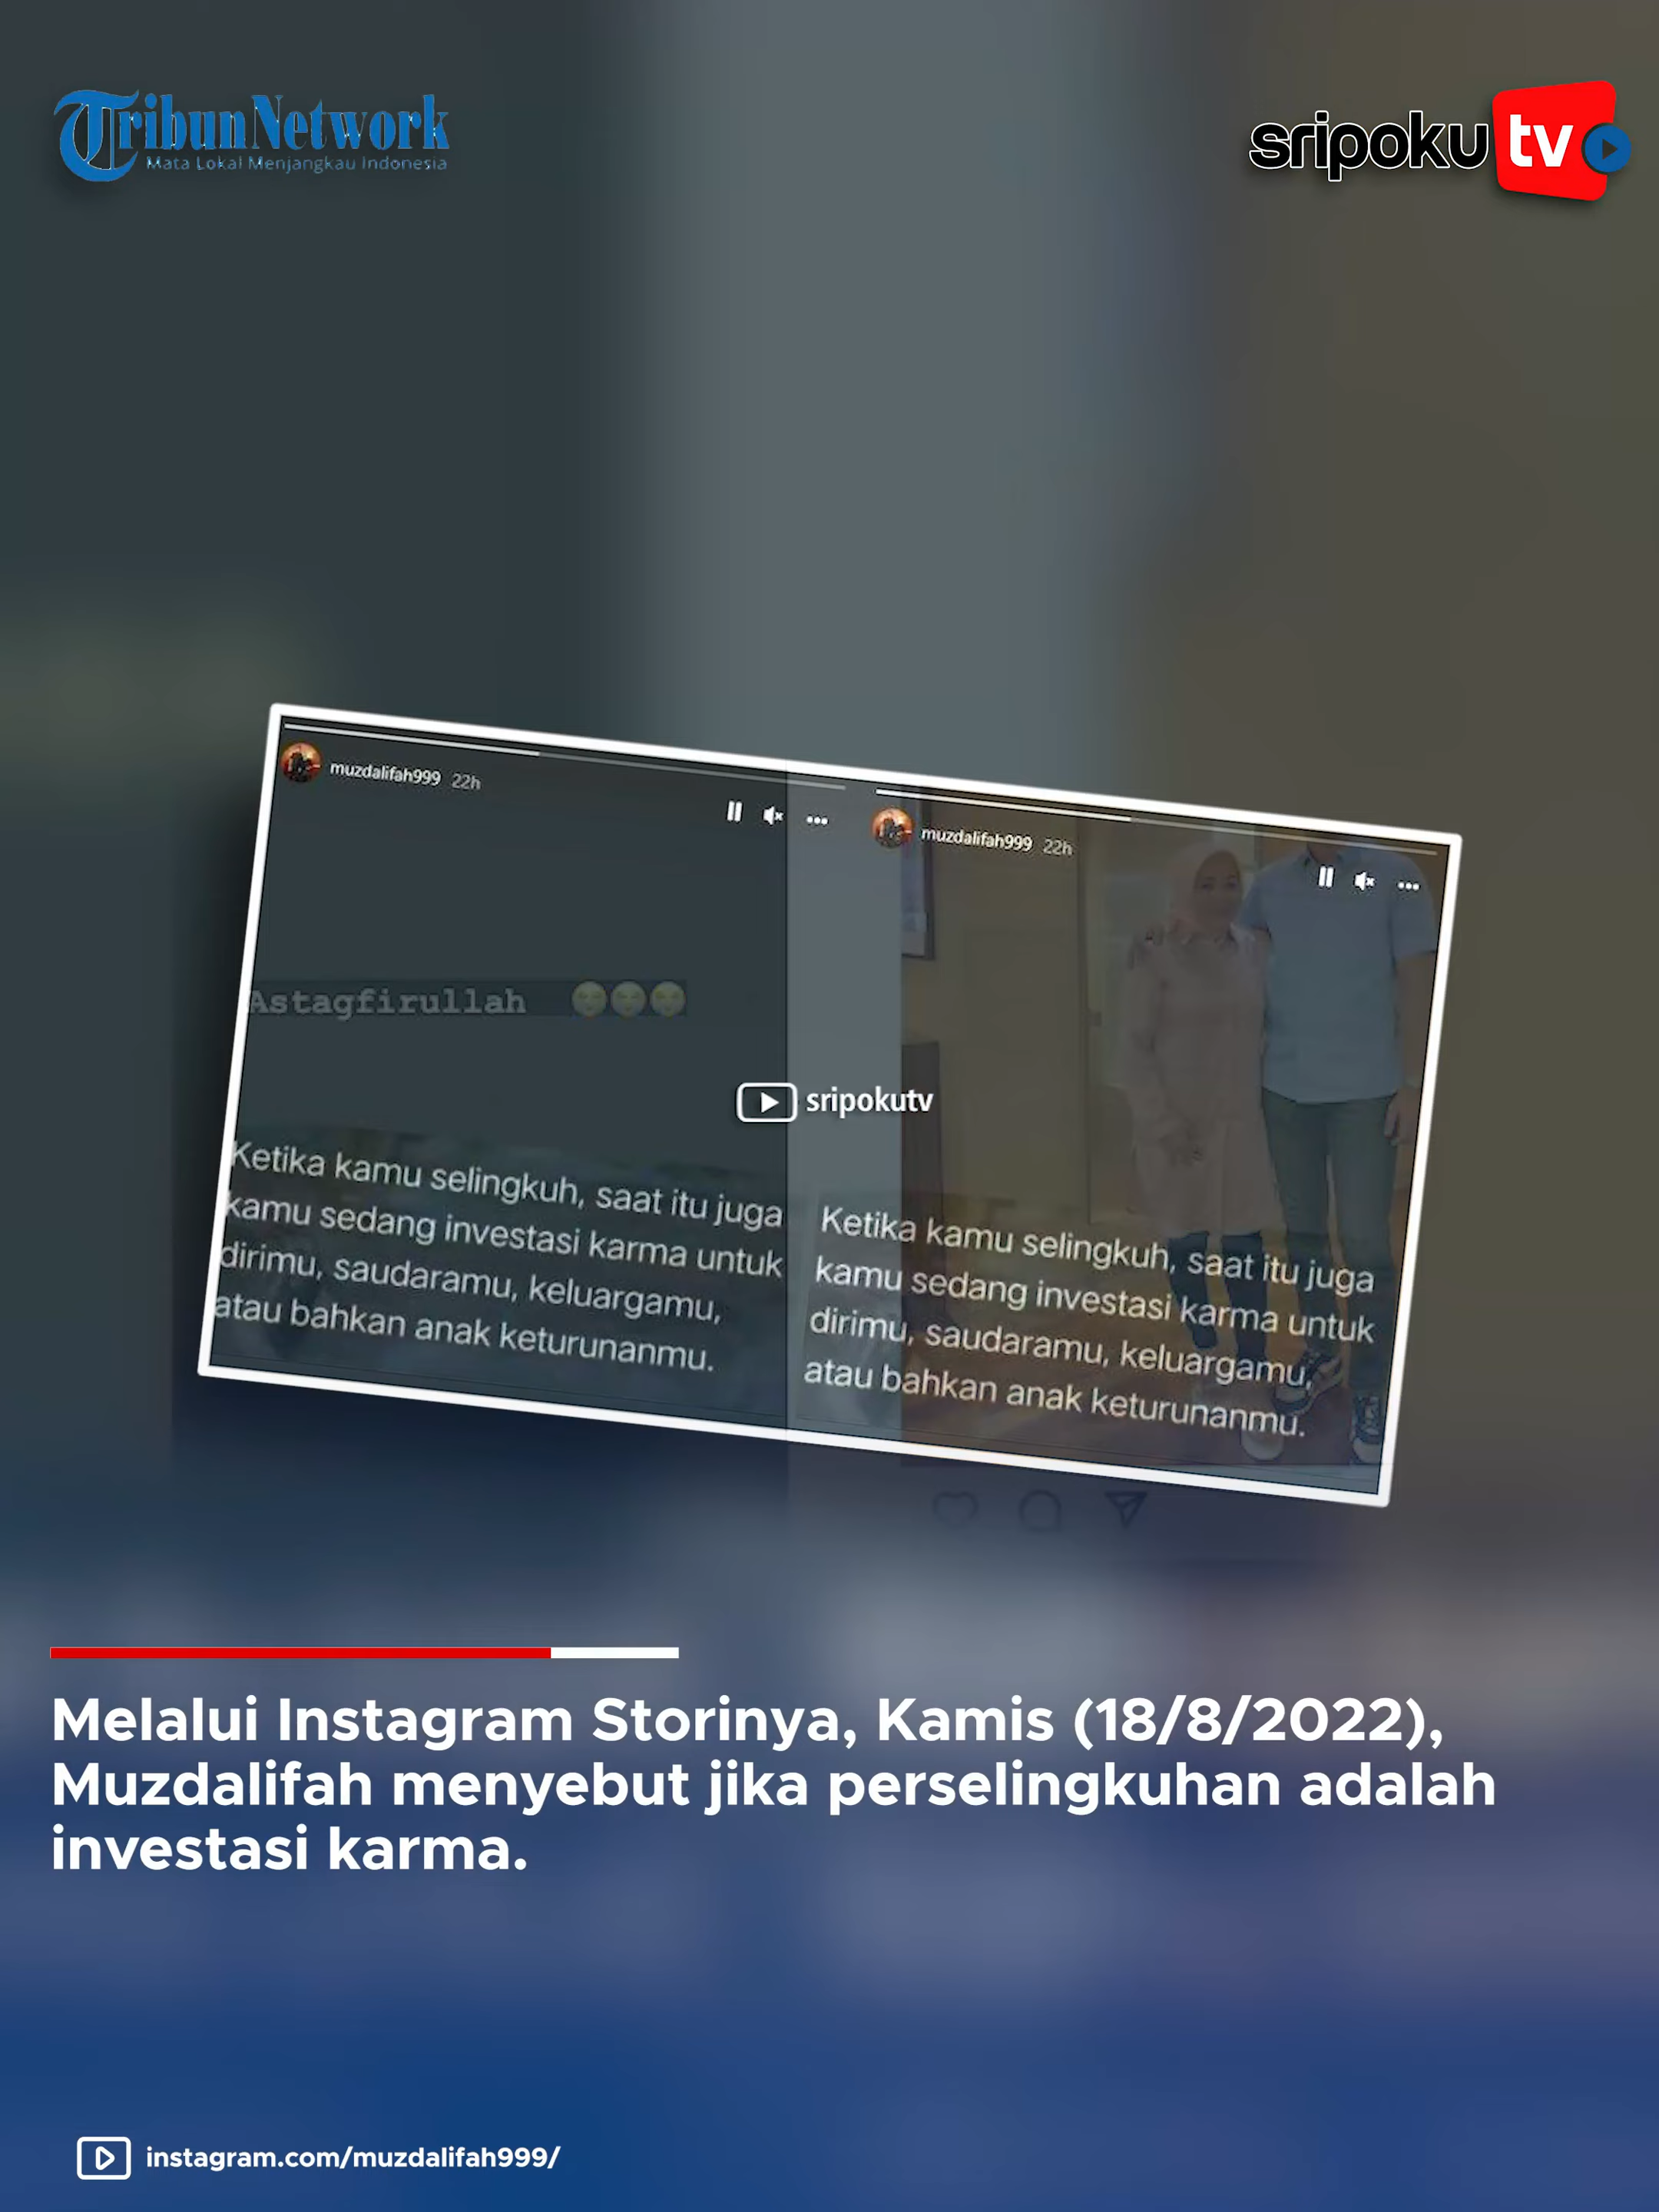 TribunNetwork
Mata Lokal Menjangkau Indonesia
sripoku tv
muzdalifah999 22h
Astagfirullah
Ketika kamu selingkuh, saat itu juga
kamu sedang investasi karma untuk
dirimu, saudaramu, keluargamu,
atau bahkan anak keturunanmu.
muzdalifah999 22h
Ketika kamu selingkuh, saat itu juga
kamu sedang investasi karma untuk
dirimu, saudaramu, keluargamu,
atau bahkan anak keturunanmu.
sripokutv
Melalui Instagram Storinya, Kamis (18/8/2022),
Muzdalifah menyebut jika perselingkuhan adalah
investasi karma.
instagram.com/muzdalifah999/